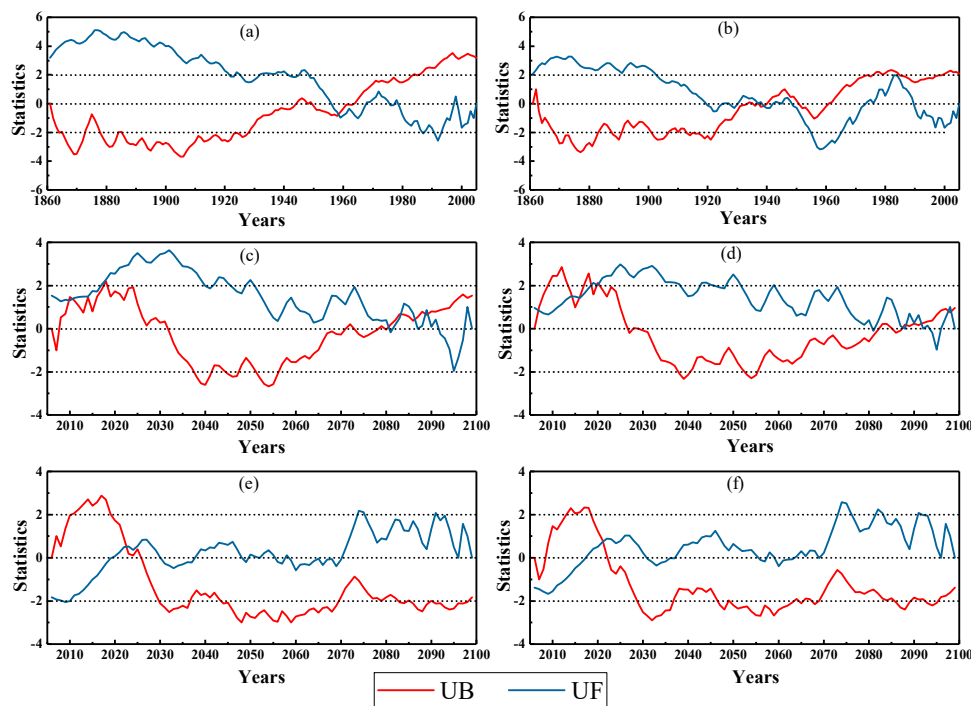 (a) (b)
Statistics 6 4 2 0 -2 -4 6 Statistics 6 4 2 0 -2 -4 6
1860 1880 1900 1920 1940 1960 1980 2000 1860 1880 1900 1920 1940 1960 1980 2000
Years Years
(c) (d)
Statistics 4 2 0 -2 -4 Statistics 4 2 0 -2 -4
2010 2020 2030 2040 2050 2060 2070 2080 2090 2100 2010 2020 2030 2040 2050 2060 2070 2080 2090 2100
Years Years
(e) (f)
Statistics 4 2 0 -2 -4 Statistics 4 2 0 -2 -4
2010 2020 2030 2040 2050 2060 2070 2080 2090 2100 2010 2020 2030 2040 2050 2060 2070 2080 2090 2100
Years Years
UB UF